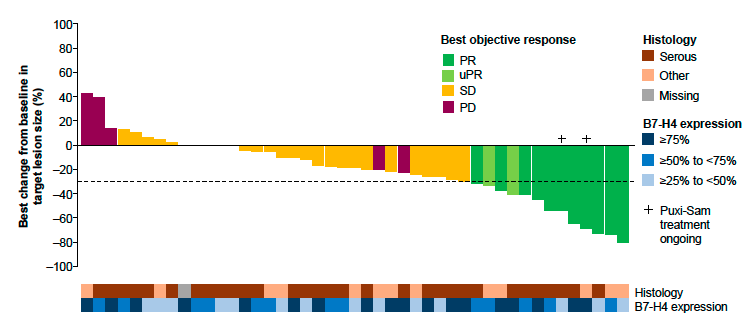 Best change from baseline in
target lesion size (%)
100
80
60
40
20
0
−20
−40
−60
−80
−100
Best objective response
PR
uPR
SD
PD
Histology
Serous
Other
Missing
B7-H4 expression
≥75%
≥50% to <75%
≥25% to <50%
+ Puxi-Sam
treatment
ongoing
+ +
Histology
B7-H4 expression